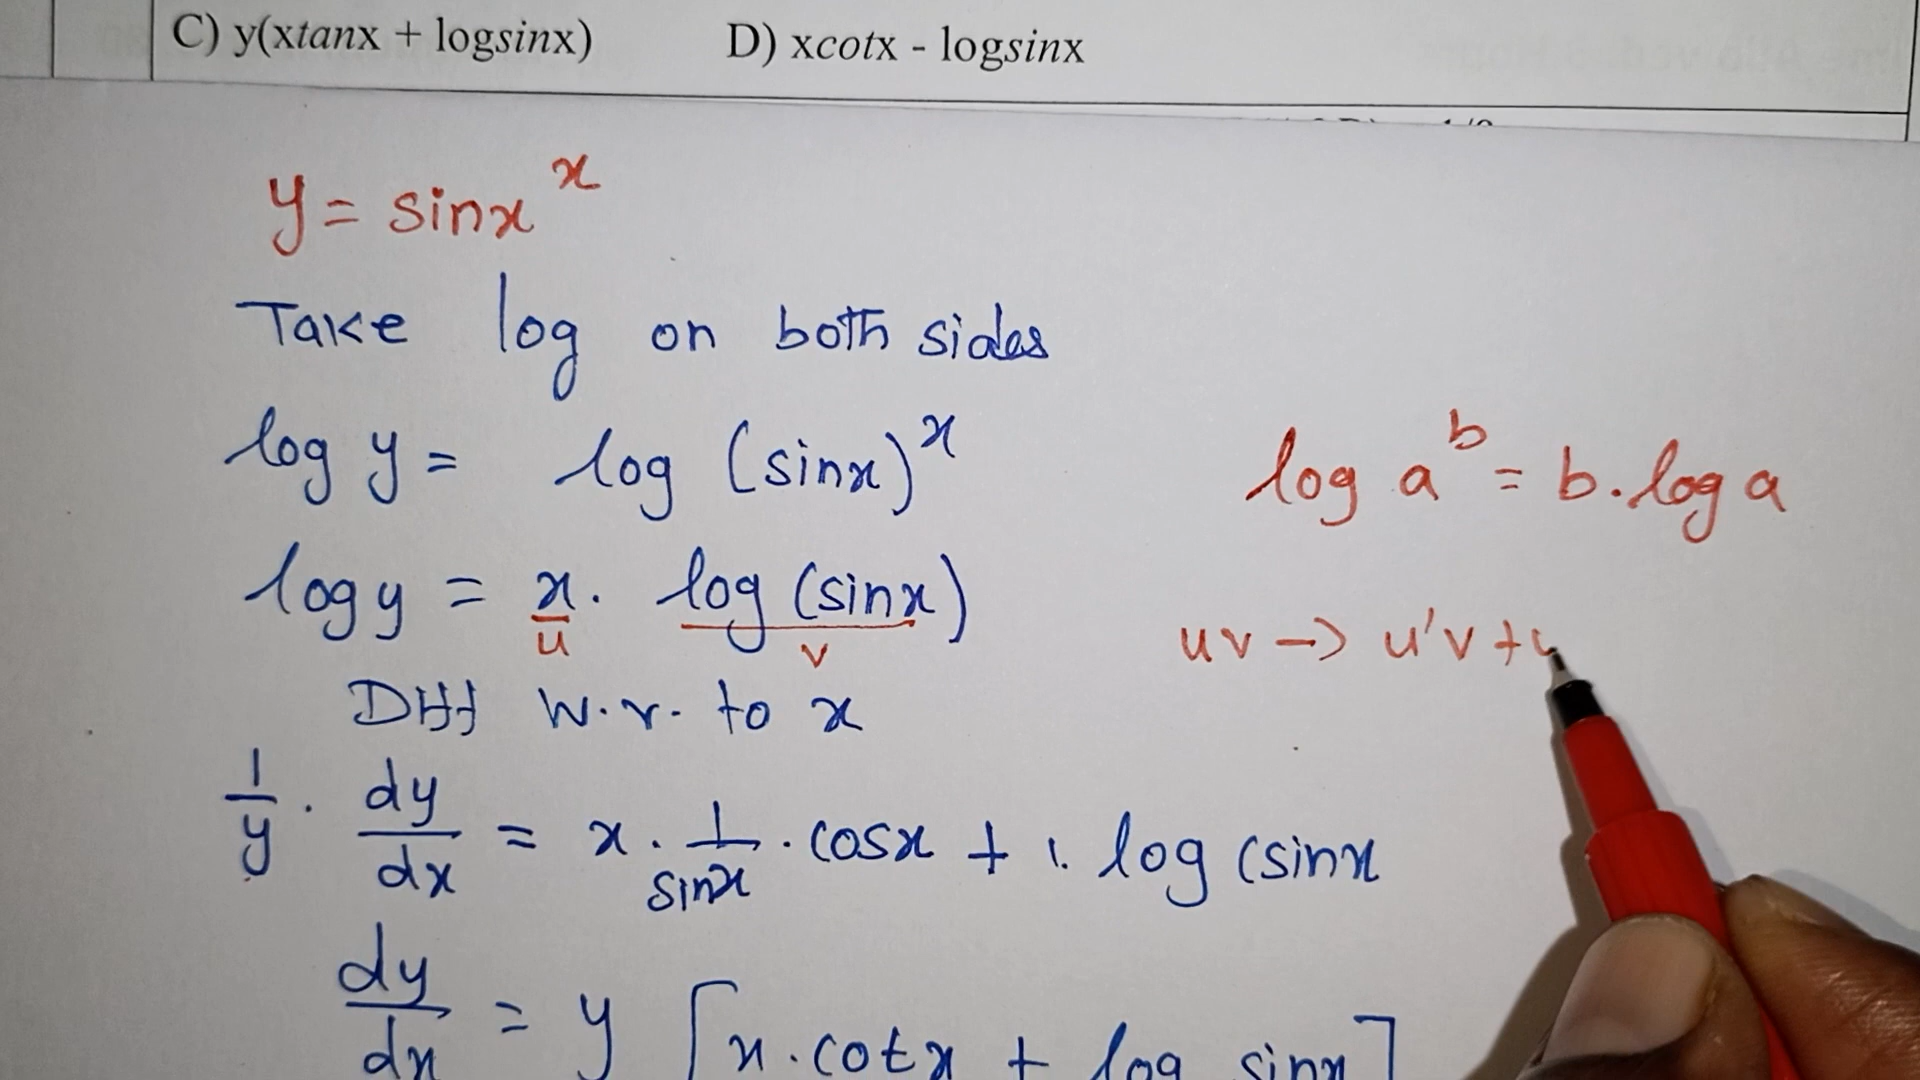 C) y(xtanx + logsinx) D) xcotx - logsinx
y = sinx^x
Take log on both sides
log y = log (sinx)^x
log a^b = b.log a
log y = x. log (sinx)
u v
uv -> u'v +
Diff w.r. to x
1/y . dy/dx = x . 1/sinx . cosx + 1. log (sinx
dy/dx = y [x.cotx + log sinx]